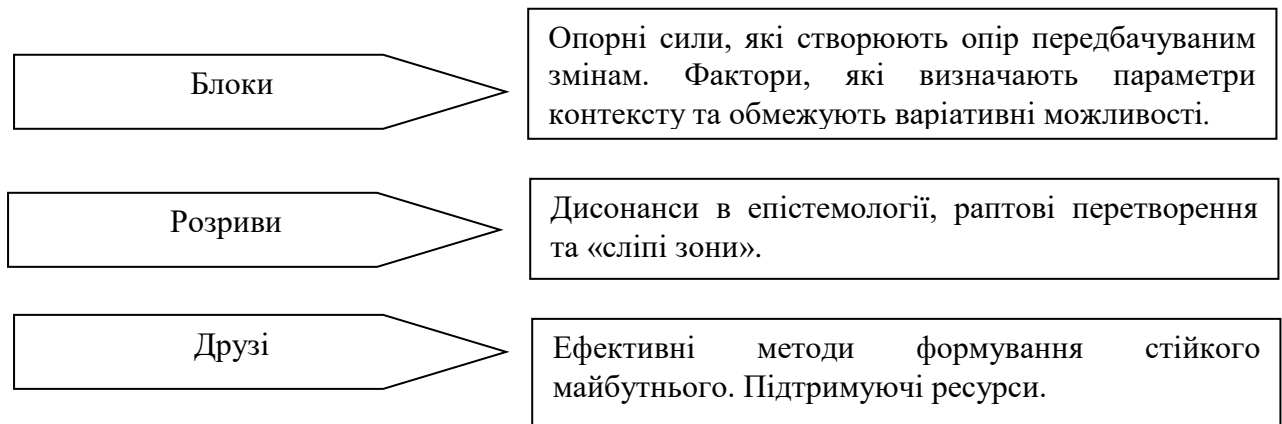 Блоки
Опорні сили, які створюють опір передбачуваним
змінам. Фактори, які визначають параметри
контексту та обмежують варіативні можливості.
Розриви
Дисонанси в епістемології, раптові перетворення
та «сліпі зони».
Друзі
Ефективні методи формування стійкого
майбутнього. Підтримуючі ресурси.